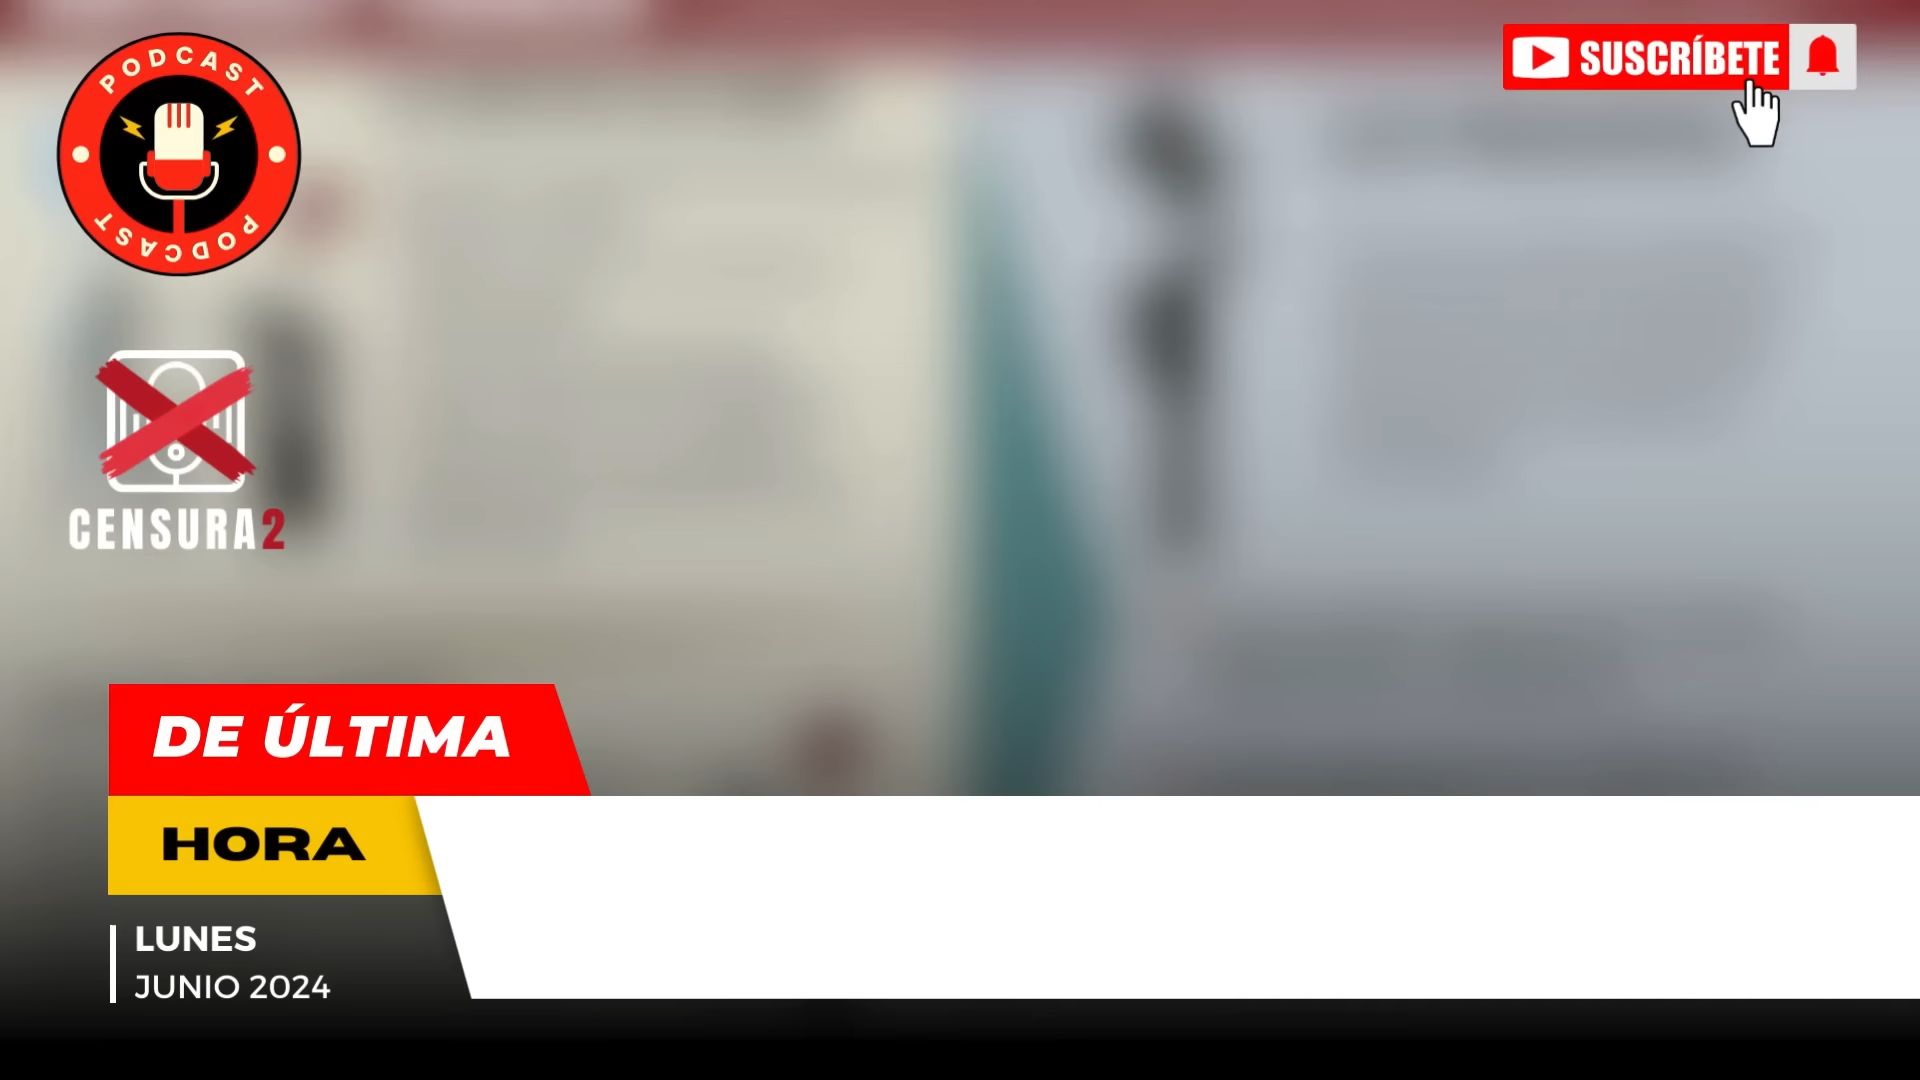 PODCAST
PODCAST
SUSCRÍBETE
CENSURA2
DE ÚLTIMA
HORA
LUNES
JUNIO 2024